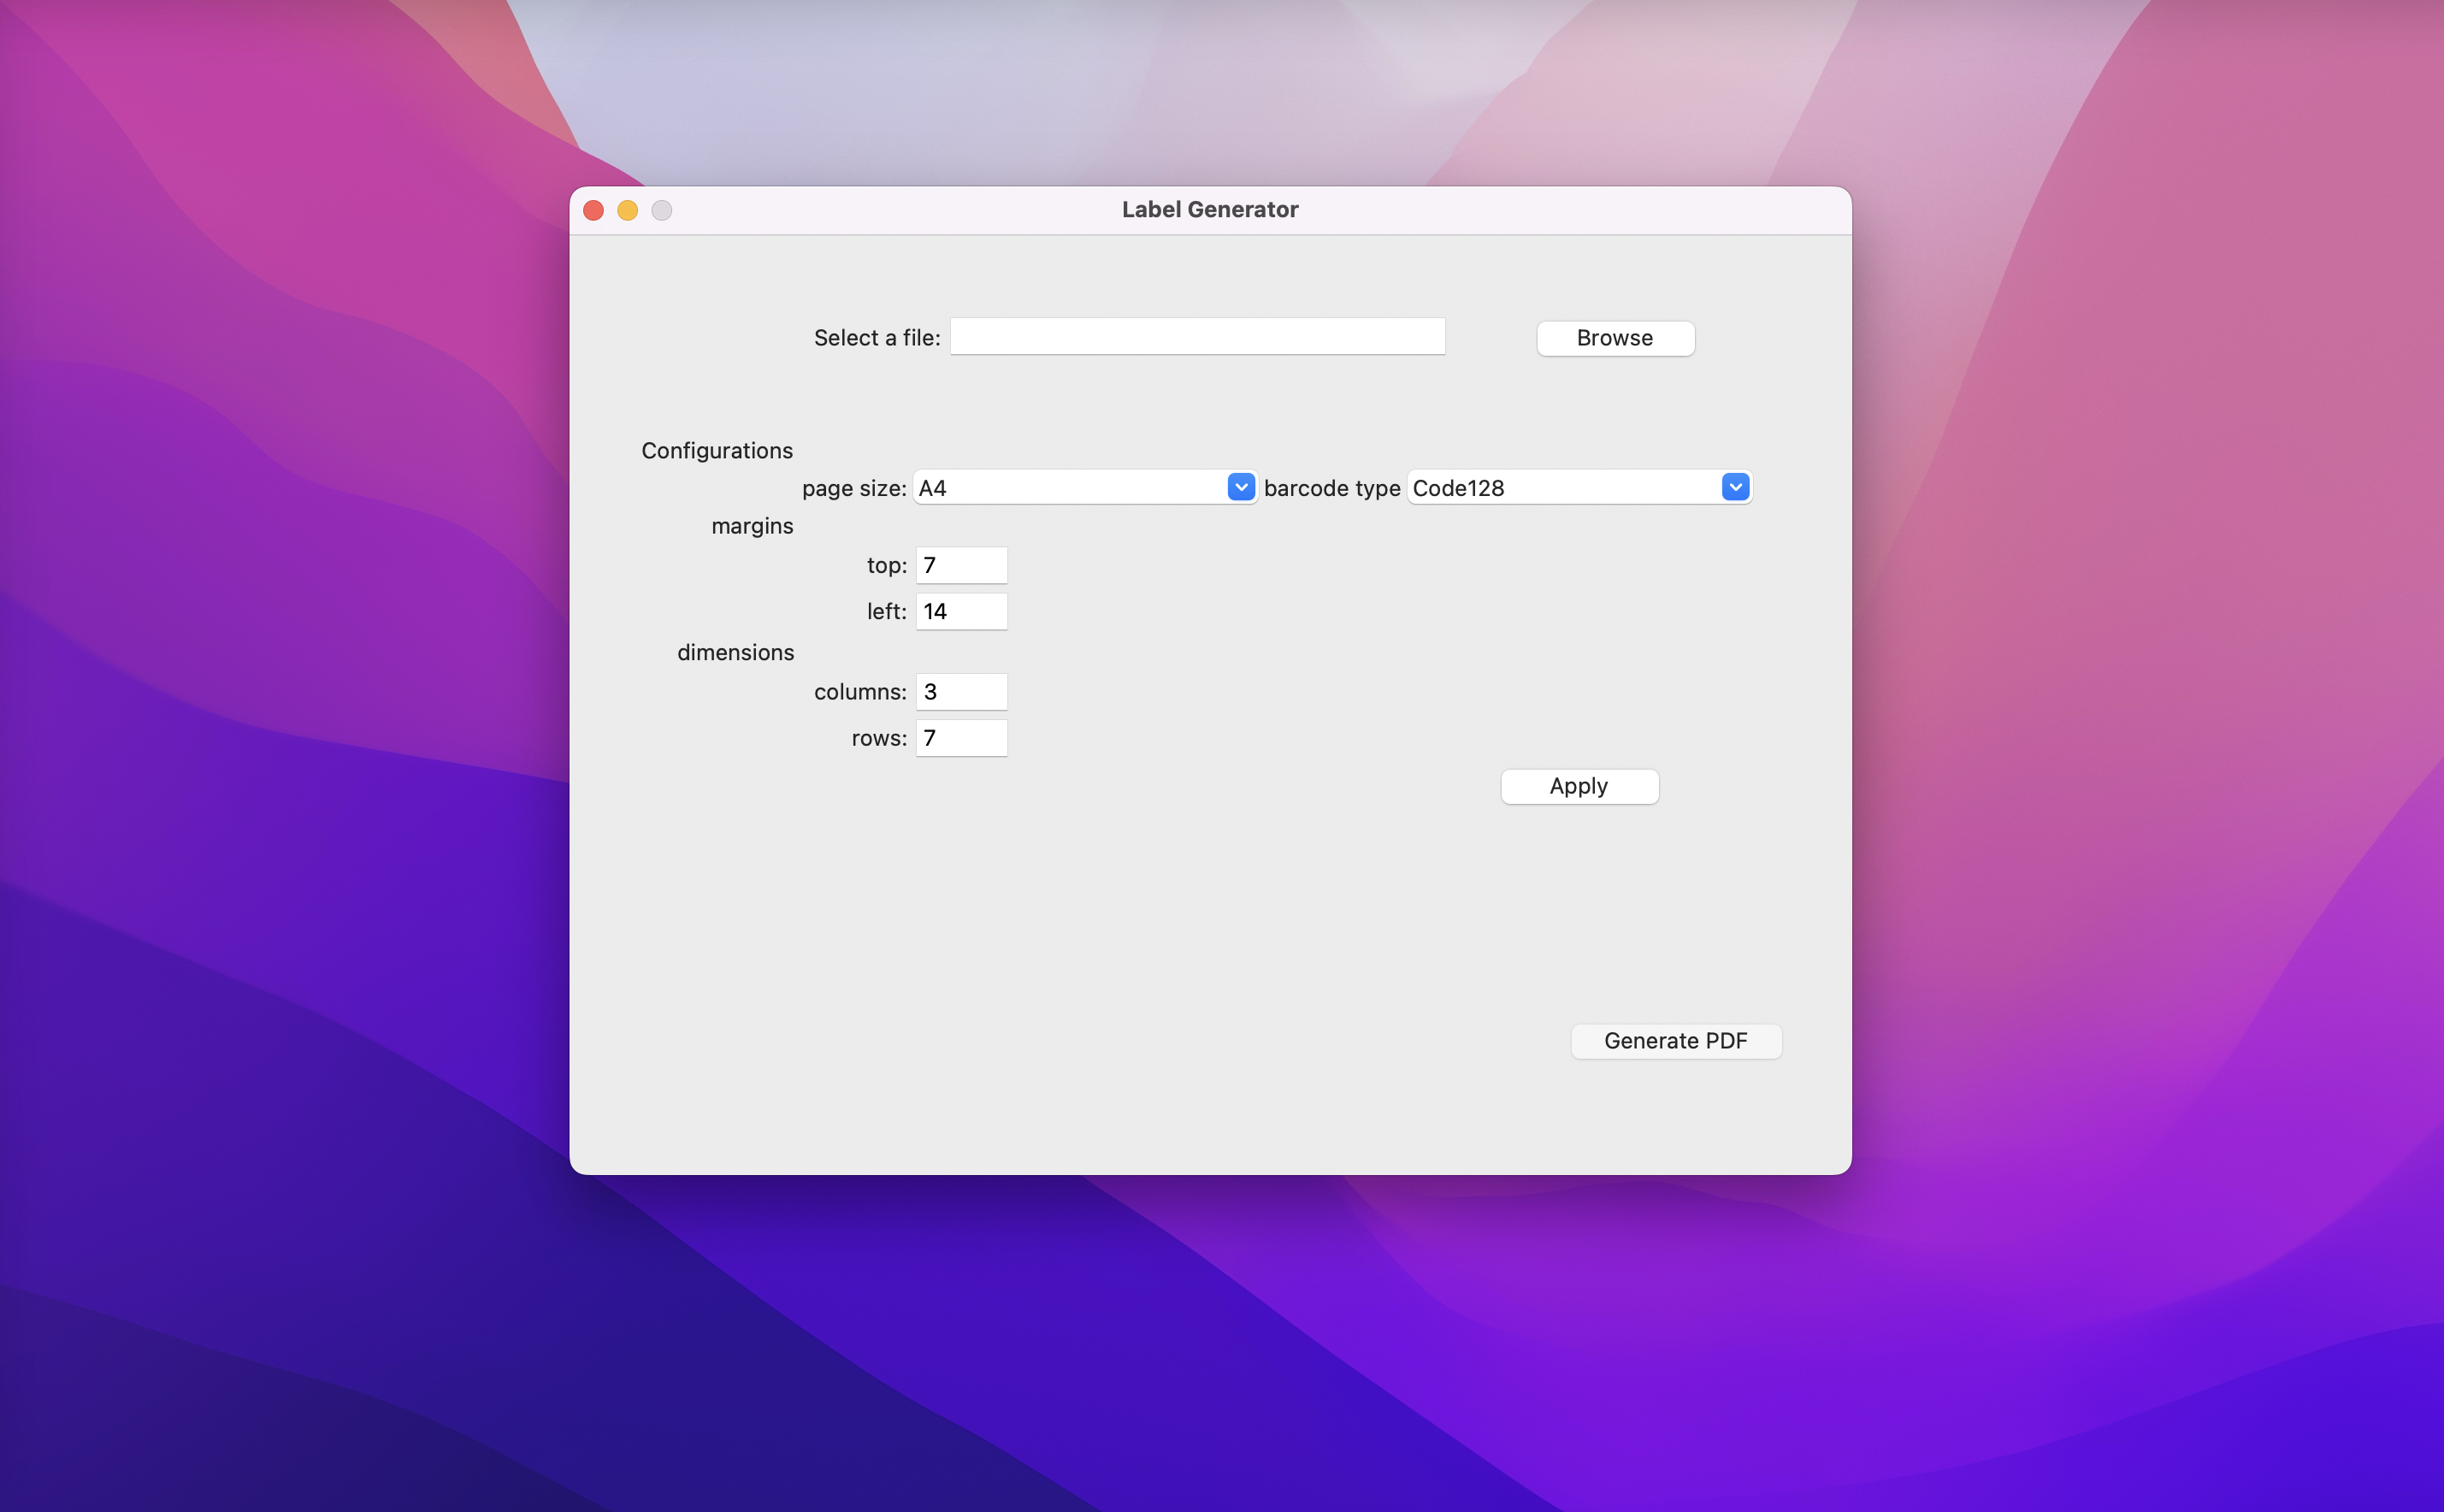 Label Generator
Select a file: Browse
Configurations
page size: A4 barcode type Code128
margins
top: 7
left: 14
dimensions
columns: 3
rows: 7
Apply
Generate PDF